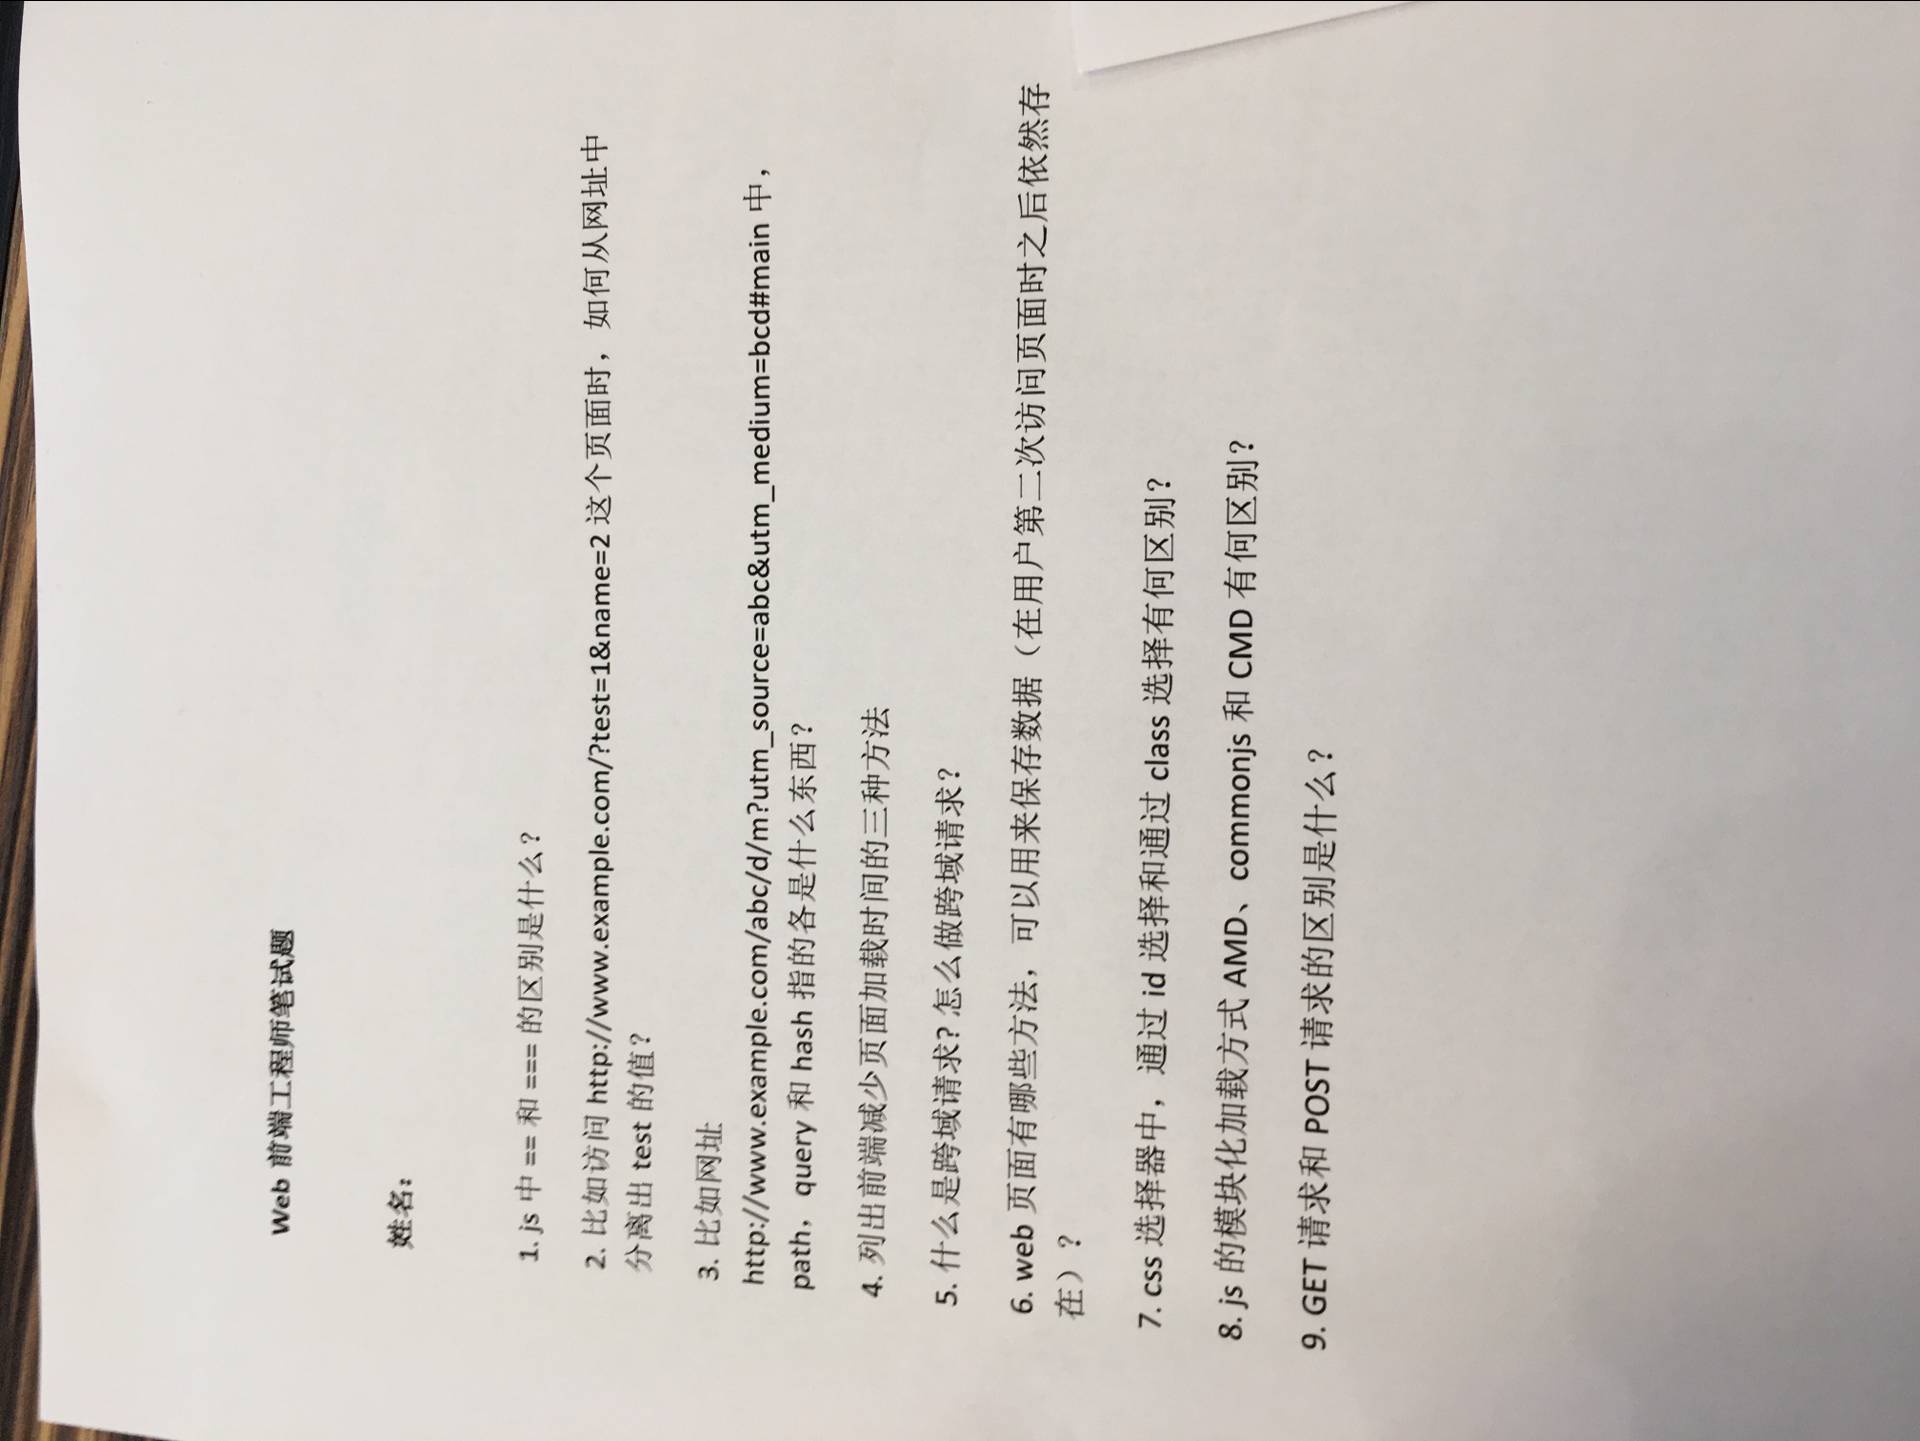 Web 前端工程师笔试题
姓名：
1. js 中 == 和 === 的区别是什么？
2. 比如访问 http://www.example.com/?test=1&name=2 这个页面时，如何从网址中
分离出 test 的值？
3. 比如网址
http://www.example.com/abc/d/m?utm_source=abc&utm_medium=bcd#main 中，
path，query 和 hash 指的各是什么东西？
4. 列出前端减少页面加载时间的三种方法
5. 什么是跨域请求? 怎么做跨域请求？
6. web 页面有哪些方法，可以用来保存数据（在用户第二次访问页面时之后依然存
在）？
7. css 选择器中，通过 id 选择和通过 class 选择有何区别？
8. js 的模块化加载方式 AMD、commonjs 和 CMD 有何区别？
9. GET 请求和 POST 请求的区别是什么？